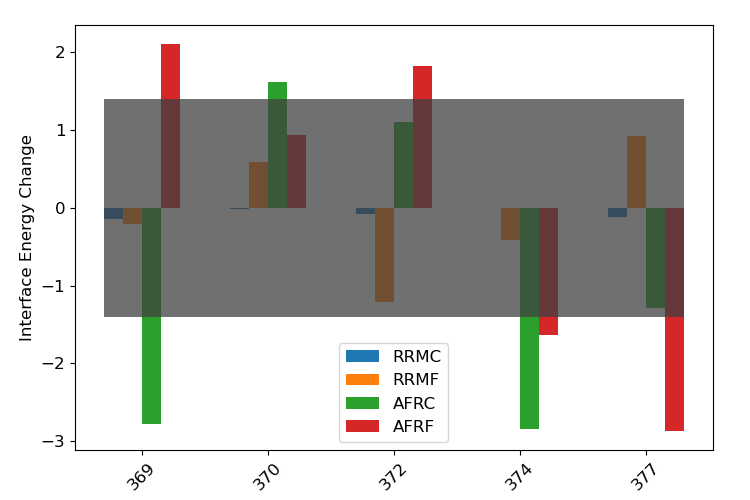 Interface Energy Change
2
1
0
−1
−2
−3
369
370
372
374
377
RRMC
RRMF
AFRC
AFRF